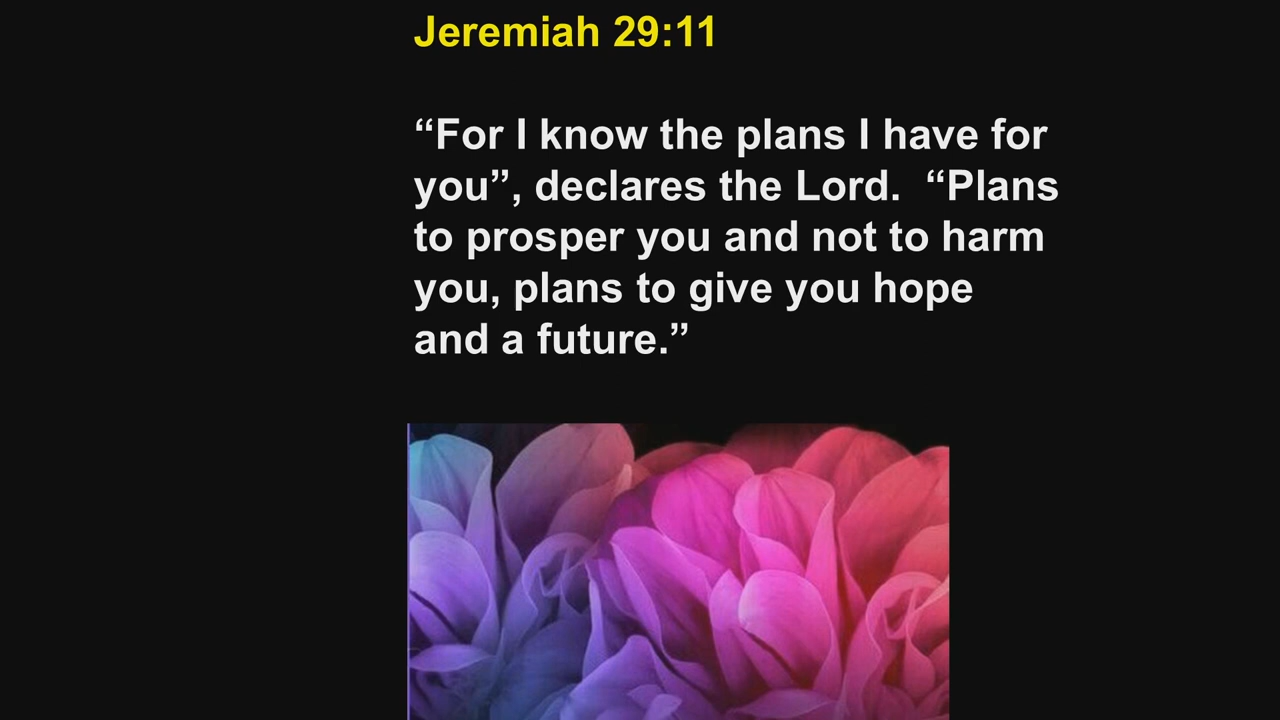 Jeremiah 29:11
“For I know the plans I have for
you”, declares the Lord.  “Plans
to prosper you and not to harm
you, plans to give you hope
and a future.”